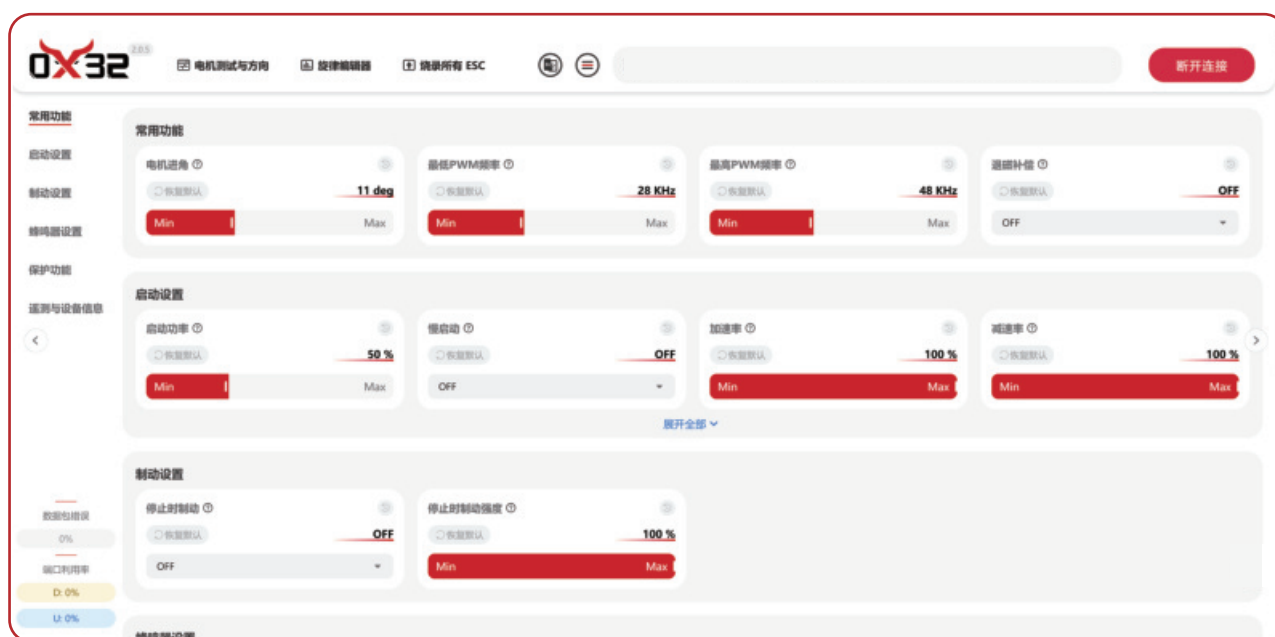 0X32 2.0.5 电机测试与方向 旋律编辑器 烧录所有 ESC 断开连接
常用功能
启动设置
制动设置
蜂鸣器设置
保护功能
遥测与设备信息
常用功能
电机进角 最低PWM频率 最高PWM频率 退磁补偿
恢复默认 11 deg 恢复默认 28 KHz 恢复默认 48 KHz 恢复默认 OFF
Min Max Min Max Min Max OFF
启动设置
启动功率 慢启动 加速率 减速率
恢复默认 50 % 恢复默认 OFF 恢复默认 100 % 恢复默认 100 %
Min Max OFF Min Max Min Max
展开全部
制动设置
停止时制动 停止时制动强度
恢复默认 OFF 恢复默认 100 %
OFF Min Max
数据包错误
0%
端口利用率
D: 0%
U: 0%